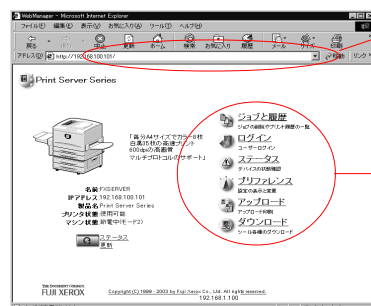 WebManager - Microsoft Internet Explorer
ファイル(F) 編集(E) 表示(V) お気に入り(A) ツール(T) ヘルプ(H)
戻る 中止 更新 ホーム 検索 お気に入り 履歴 メール サイズ 印刷
アドレス(D) http://192.168.100.101/ 移動 リンク
Print Server Series
ジョブと履歴
ジョブの削除やプリント履歴の一覧
ログイン
ユーザーログイン
「毎分A4サイズでカラー8枚
白黒35枚の高速プリント
600dpiの高画質
マルチプロトコルのサポート」
ステータス
デバイスの状態確認
プリファレンス
設定の表示と変更
アップロード
アップロード印刷
ダウンロード
ツール各種のダウンロード
名前 FXSERVER
IPアドレス 192.168.100.101
製品名 Print Server Series
プリンタ状態 使用可能
マシン状態 節電中(モード2)
ステータス
更新
THE DOCUMENT COMPANY
FUJI XEROX
Copyright (C) 1999 - 2003 by Fuji Xerox Co., Ltd. All rights reserved.
192.168.1.100